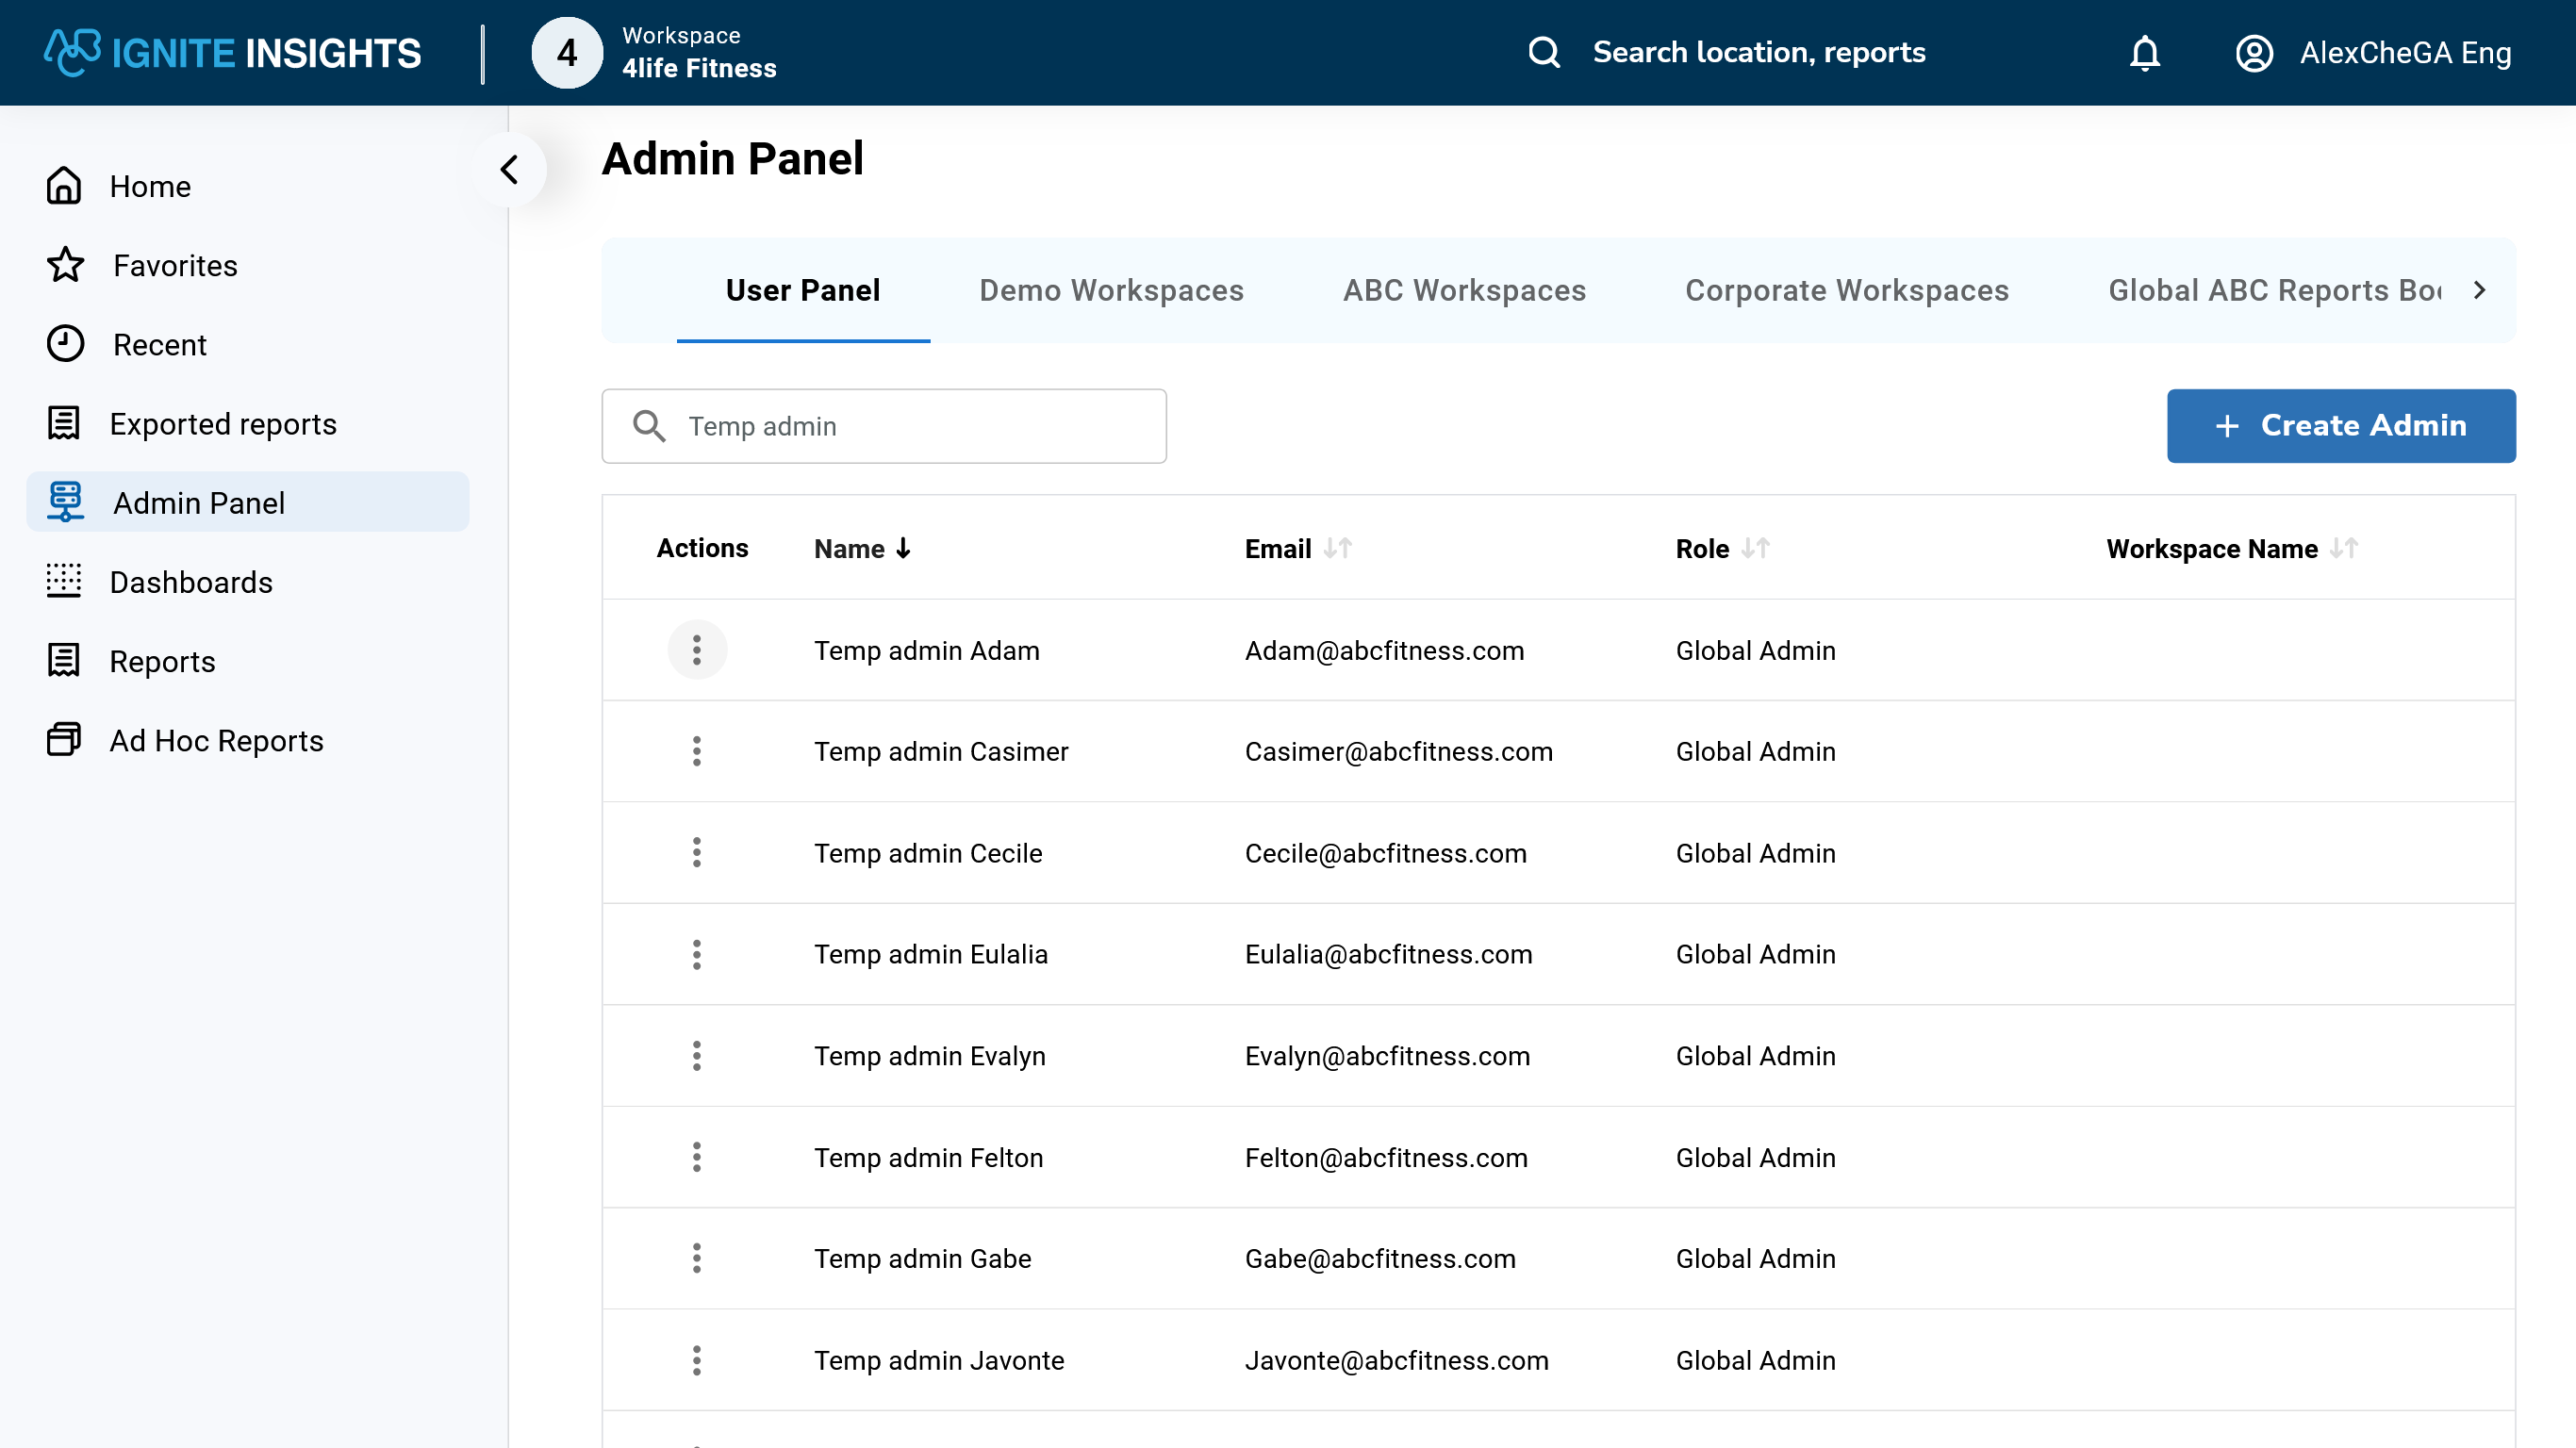 IGNITE INSIGHTS
4
Workspace
4life Fitness
Search location, reports
AlexCheGA Eng
Home
Favorites
Recent
Exported reports
Admin Panel
Dashboards
Reports
Ad Hoc Reports
Admin Panel
User Panel
Demo Workspaces
ABC Workspaces
Corporate Workspaces
Global ABC Reports
Temp admin
Create Admin
Actions Name Email Role Workspace Name
Temp admin Adam Adam@abcfitness.com Global Admin
Temp admin Casimer Casimer@abcfitness.com Global Admin
Temp admin Cecile Cecile@abcfitness.com Global Admin
Temp admin Eulalia Eulalia@abcfitness.com Global Admin
Temp admin Evalyn Evalyn@abcfitness.com Global Admin
Temp admin Felton Felton@abcfitness.com Global Admin
Temp admin Gabe Gabe@abcfitness.com Global Admin
Temp admin Javonte Javonte@abcfitness.com Global Admin